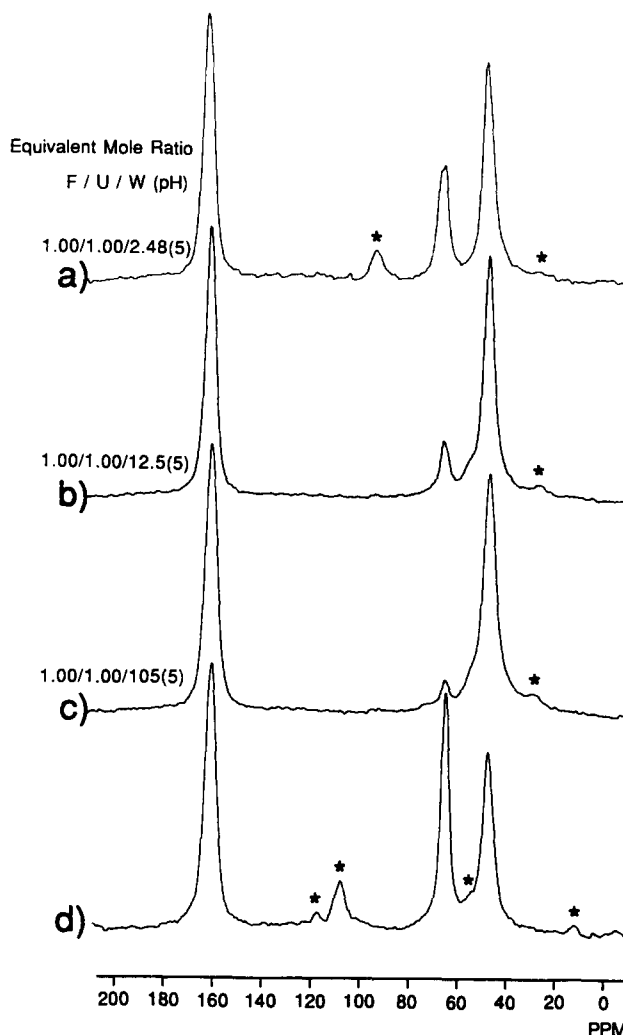 Equivalent Mole Ratio
F / U / W (pH)
*
*
1.00/1.00/2.48(5)
a)
1.00/1.00/12.5(5)
*
b)
1.00/1.00/105(5)
*
c)
*
*
*
*
d)
200 180 160 140 120 100 80 60 40 20 0
PPM